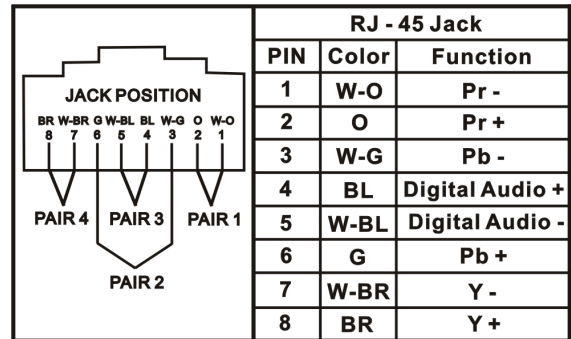 JACK POSITION
BR W-BR G W-BL BL W-G O W-O
8 7 6 5 4 3 2 1
PAIR 4 PAIR 3 PAIR 1
PAIR 2
RJ - 45 Jack
PIN Color Function
1 W-O Pr -
2 O Pr +
3 W-G Pb -
4 BL Digital Audio +
5 W-BL Digital Audio -
6 G Pb +
7 W-BR Y -
8 BR Y +